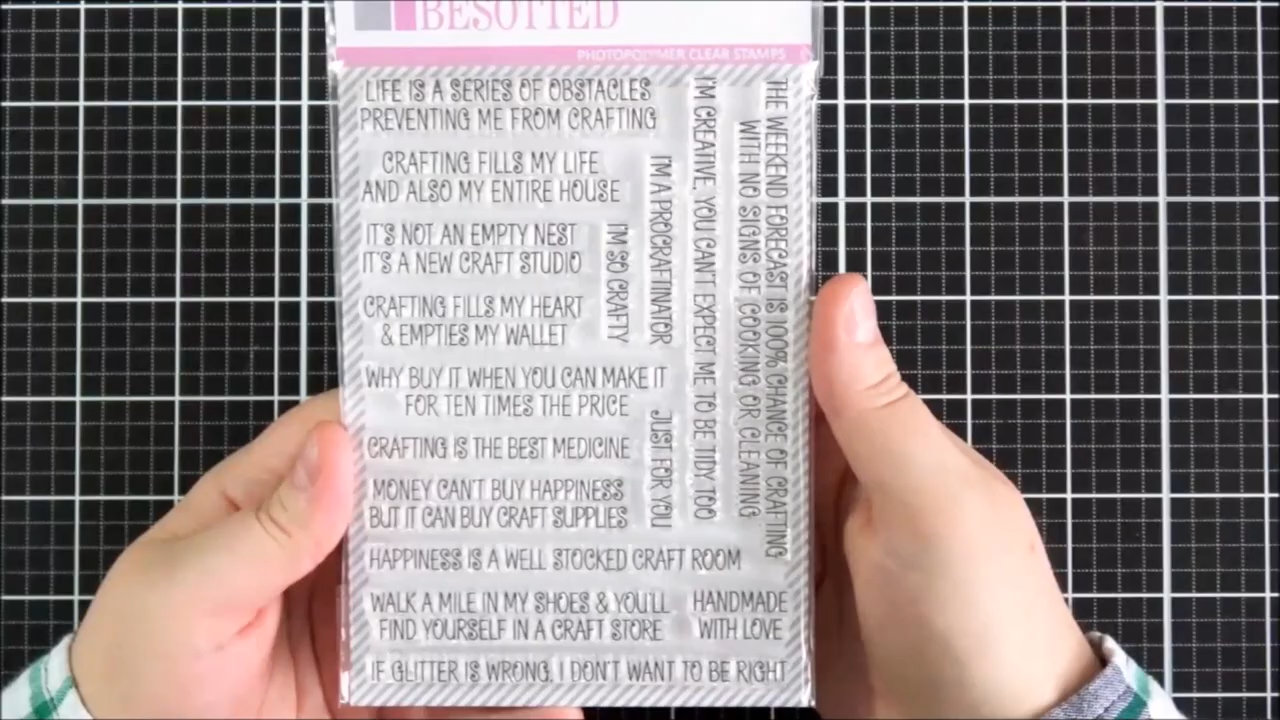 BESOTTED
PHOTOPOLYMER CLEAR STAMPS
LIFE IS A SERIES OF OBSTACLES
PREVENTING ME FROM CRAFTING
CRAFTING FILLS MY LIFE
AND ALSO MY ENTIRE HOUSE
IT'S NOT AN EMPTY NEST
IT'S A NEW CRAFT STUDIO
CRAFTING FILLS MY HEART
& EMPTIES MY WALLET
WHY BUY IT WHEN YOU CAN MAKE IT
FOR TEN TIMES THE PRICE
CRAFTING IS THE BEST MEDICINE
MONEY CAN'T BUY HAPPINESS
BUT IT CAN BUY CRAFT SUPPLIES
HAPPINESS IS A WELL STOCKED CRAFT ROOM
WALK A MILE IN MY SHOES & YOU'LL
FIND YOURSELF IN A CRAFT STORE
HANDMADE
WITH LOVE
IF GLITTER IS WRONG, I DON'T WANT TO BE RIGHT
I'M SO CRAFTY
I'M A PROCRAFTINATOR
JUST FOR YOU
I'M CREATIVE, YOU CAN'T EXPECT ME TO BE TIDY TOO
THE WEEKEND FORECAST IS 100% CHANCE OF CRAFTING
WITH NO SIGNS OF COOKING OR CLEANING